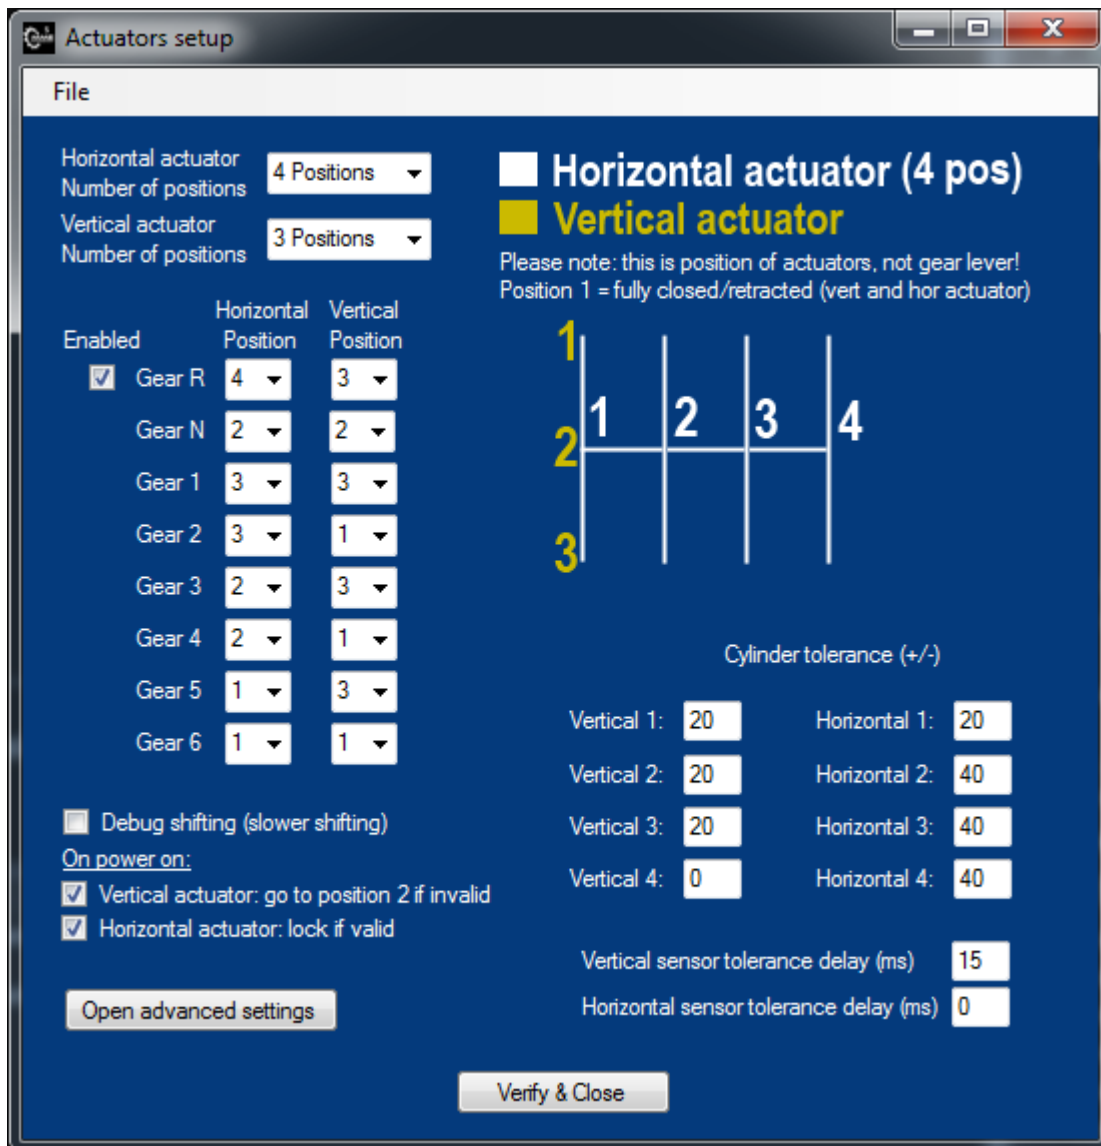 Actuators setup
File
Horizontal actuator
Number of positions
4 Positions
Vertical actuator
Number of positions
3 Positions
Horizontal actuator (4 pos)
Vertical actuator
Please note: this is position of actuators, not gear lever!
Position 1 = fully closed/retracted (vert and hor actuator)
Enabled
Horizontal
Position
Vertical
Position
Gear R 4 3
Gear N 2 2
Gear 1 3 3
Gear 2 3 1
Gear 3 2 3
Gear 4 2 1
Gear 5 1 3
Gear 6 1 1
1
1 2 3 4
2
3
Cylinder tolerance (+/-)
Vertical 1: 20 Horizontal 1: 20
Vertical 2: 20 Horizontal 2: 40
Vertical 3: 20 Horizontal 3: 40
Vertical 4: 0 Horizontal 4: 40
Debug shifting (slower shifting)
On power on:
Vertical actuator: go to position 2 if invalid
Horizontal actuator: lock if valid
Vertical sensor tolerance delay (ms) 15
Horizontal sensor tolerance delay (ms) 0
Open advanced settings
Verify & Close